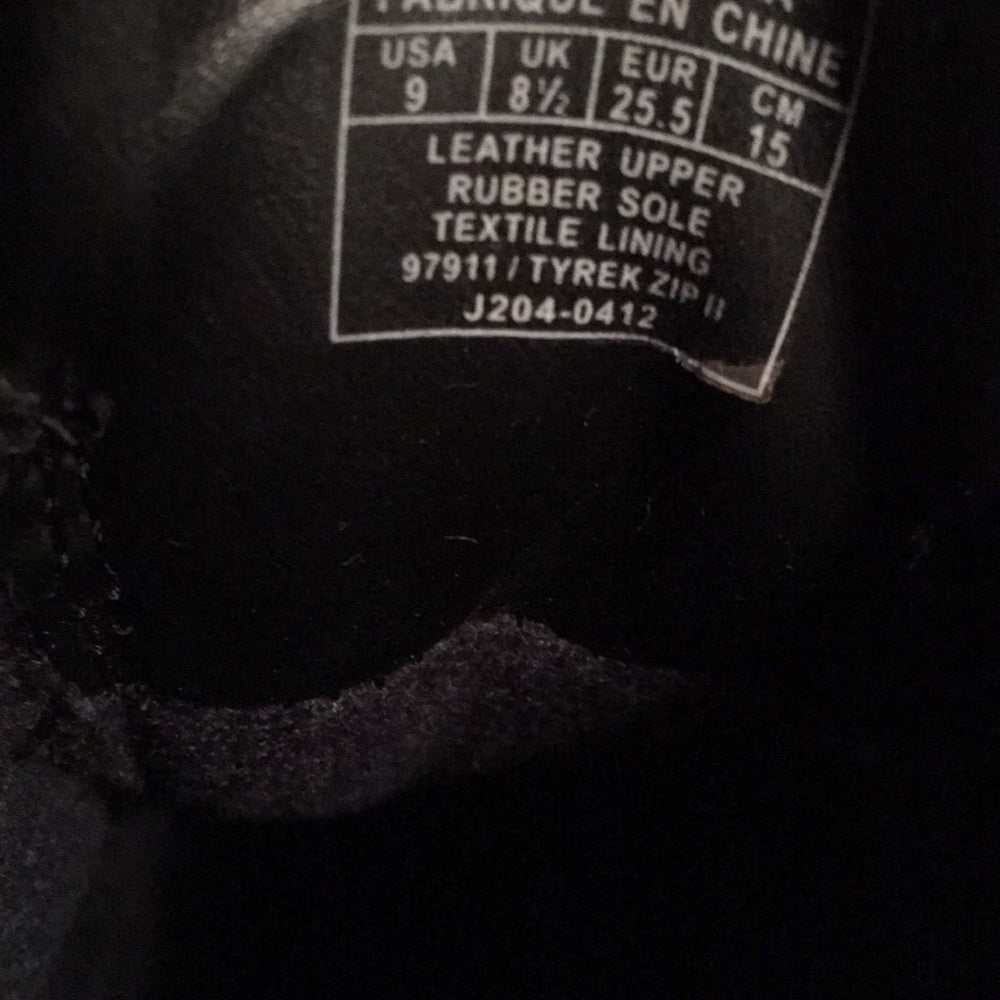 FABRIQUE EN CHINE
USA UK EUR CM
9 8½ 25.5 15
LEATHER UPPER
RUBBER SOLE
TEXTILE LINING
97911 / TYREK ZIP II
J204-0412